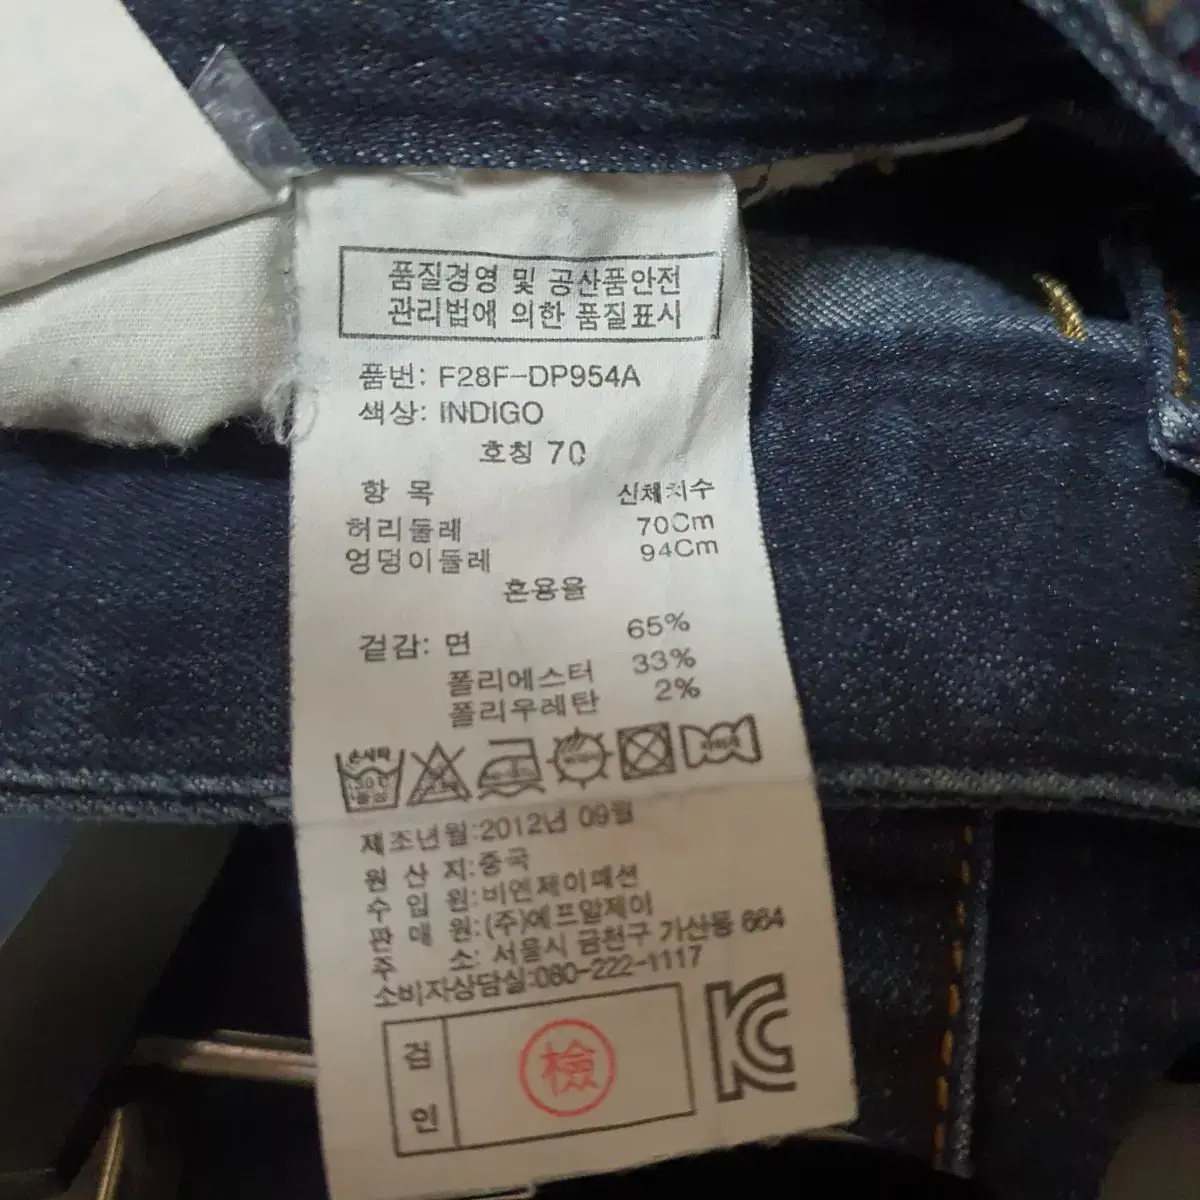 품질경영 및 공산품안전
관리법에 의한 품질표시
품번: F28F-DP954A
색상: INDIGO
호칭 70
항 목 신체치수
허리둘레 70Cm
엉덩이둘레 94Cm
혼용율
겉감: 면 65%
폴리에스터 33%
폴리우레탄 2%
손세탁
제조년월:2012년 09월
원 산 지:중국
수 입 원:비엔제이패션
판 매 원:(주)에프알제이
주 소: 서울시 금천구 가산동 664
소비자상담실:080-222-1117
검 인
檢
KC